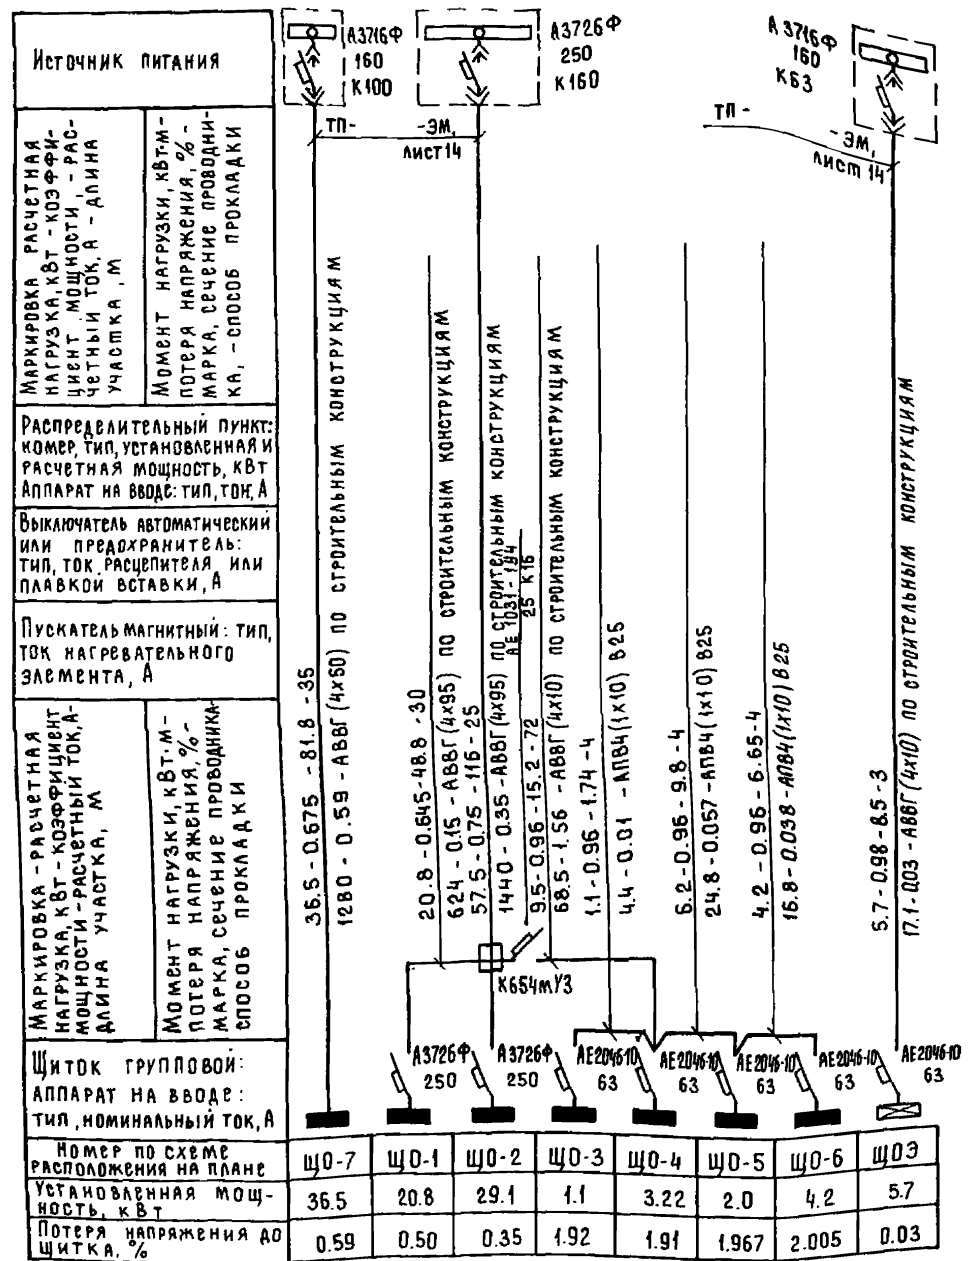 Источник питания
А3716Ф
160
К100
А3726Ф
250
К160
А3716Ф
160
К63
ТП-      -ЭМ,
лист 14
ТП-
-ЭМ,
лист 14
Маркировка расчетная
нагрузка, кВт - коэффи-
циент мощности, - рас-
четный ток, А - длина
участка, м
Момент нагрузки, кВт·м-
потеря напряжения, % -
марка, сечение проводни-
ка, - способ прокладки
Распределительный пункт:
номер, тип, установленная и
расчетная мощность, кВт
Аппарат на вводе: тип, ток, А
Выключатель автоматический
или предохранитель:
тип, ток расцепителя или
плавкой вставки, А
Пускатель магнитный: тип,
ток нагревательного
элемента, А
Маркировка - расчетная
нагрузка, кВт - коэффициент
мощности - расчетный ток, А-
длина участка, м
Момент нагрузки, кВт·м-
потеря напряжения, % -
марка, сечение проводника-
способ прокладки
36.5 - 0.675 - 81.8 - 35
1280 - 0.59 - АВВГ (4х50) по строительным конструкциям
20.8 - 0.645 - 48.8 - 30
624 - 0.15 - АВВГ (4х95) по строительным конструкциям
57.5 - 0.75 - 116 - 25
1440 - 0.35 - АВВГ (4х95) по строительным конструкциям
АЕ 1031-1У4
25 К16
9.5 - 0.96 - 15.2 - 72
68.5 - 1.56 - АВВГ (4х10) по строительным конструкциям
1.1 - 0.96 - 1.74 - 4
4.4 - 0.01 - АПВ4 (1х10) В25
6.2 - 0.96 - 9.8 - 4
24.8 - 0.057 - АПВ4 (1х10) В25
4.2 - 0.96 - 6.65 - 4
16.8 - 0.038 - АПВ4 (1х10) В25
5.7 - 0.98 - 8.5 - 3
17.1 - 0.03 - АВВГ (4х10) по строительным конструкциям
К654мУ3
Щиток групповой:
аппарат на вводе:
тип, номинальный ток, А
А3726Ф
250
А3726Ф
250
АЕ2046-10
63
АЕ2046-10
63
АЕ2046-10
63
АЕ2046-10
63
АЕ2046-10
63
Номер по схеме
расположения на плане
ЩО-7 ЩО-1 ЩО-2 ЩО-3 ЩО-4 ЩО-5 ЩО-6 ЩОЭ
Установленная мощ-
ность, кВт
36.5 20.8 29.1 1.1 3.22 2.0 4.2 5.7
Потеря напряжения до
щитка, %
0.59 0.50 0.35 1.92 1.91 1.967 2.005 0.03